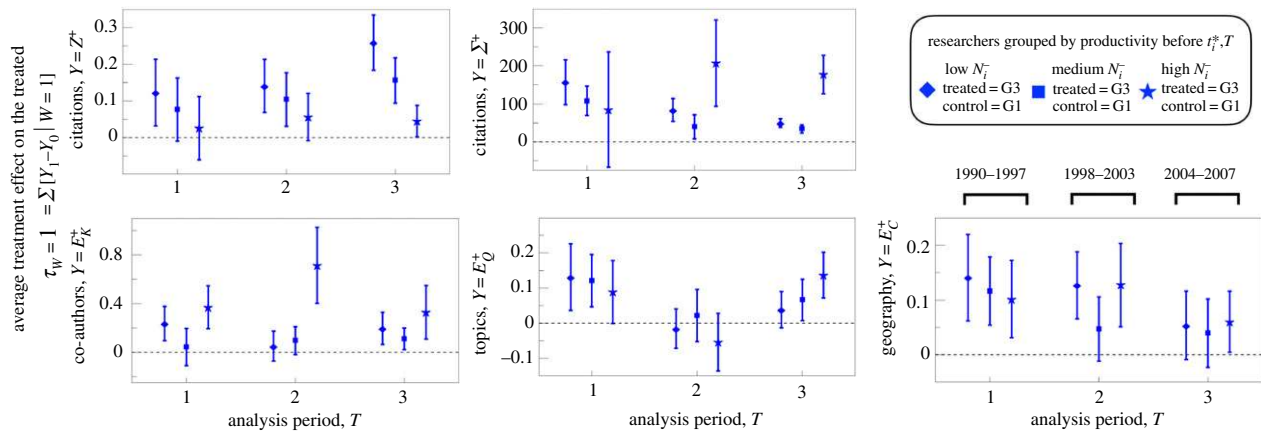 average treatment effect on the treated
τ_W = 1 = Σ [Y₁–Y₀ | W = 1]
citations, Y = Z⁺
0.3
0.2
0.1
0
1
2
3
citations, Y = Σ⁺
300
200
100
0
1
2
3
researchers grouped by productivity before t_i*,T
low N_i⁻
treated = G3
control = G1
medium N_i⁻
treated = G3
control = G1
high N_i⁻
treated = G3
control = G1
co-authors, Y = E_K⁺
0.8
0.4
0
1
2
3
analysis period, T
topics, Y = E_Q⁺
0.2
0.1
0
–0.1
1
2
3
analysis period, T
1990–1997
1998–2003
2004–2007
geography, Y = E_C⁺
0.2
0.1
0
1
2
3
analysis period, T